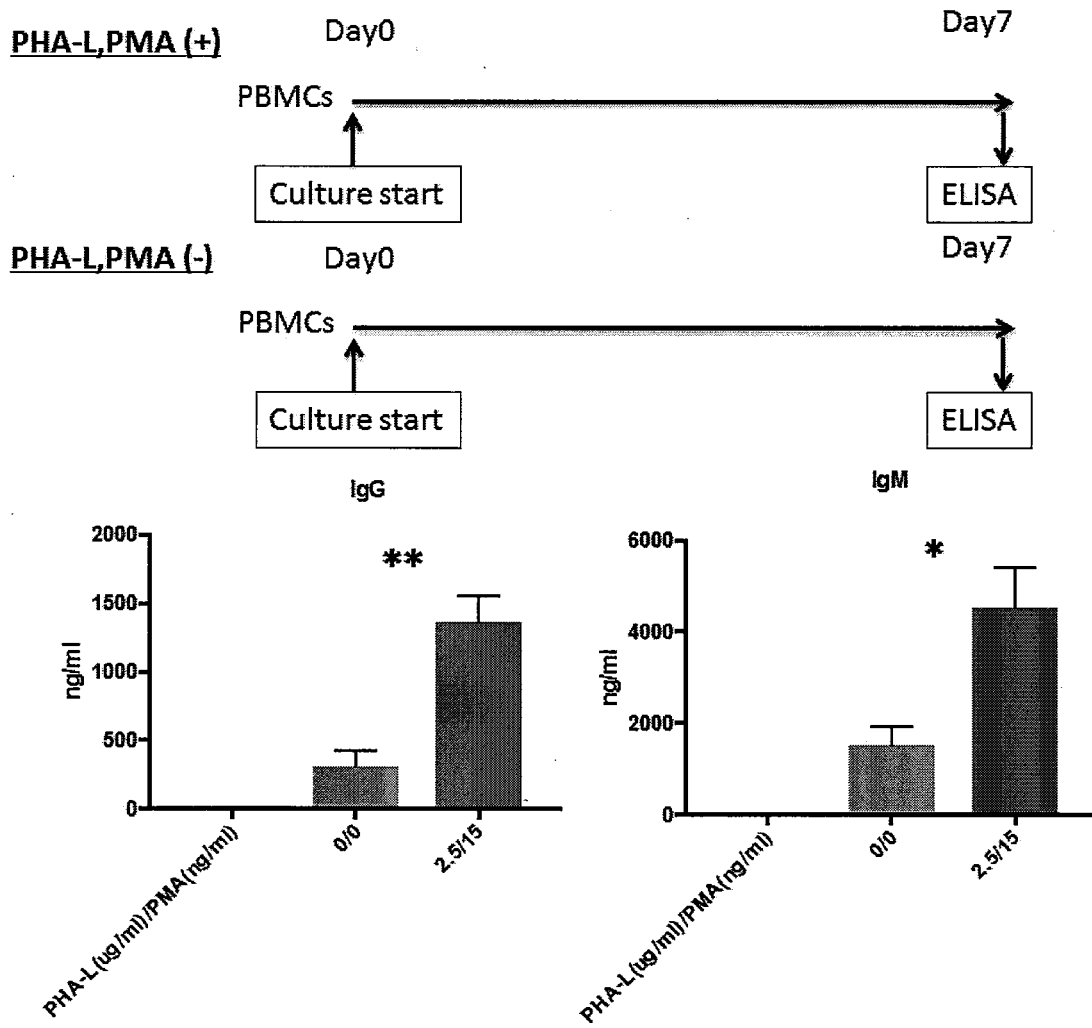 PHA-L,PMA (+)
Day0
Day7
PBMCs
Culture start
ELISA
PHA-L,PMA (-)
Day0
Day7
PBMCs
Culture start
ELISA
IgG
**
2000
1500
1000
500
0
ng/ml
PHA-L(ug/ml)/PMA(ng/ml)
0/0
2.5/15
IgM
*
6000
4000
2000
0
ng/ml
PHA-L(ug/ml)/PMA(ng/ml)
0/0
2.5/15